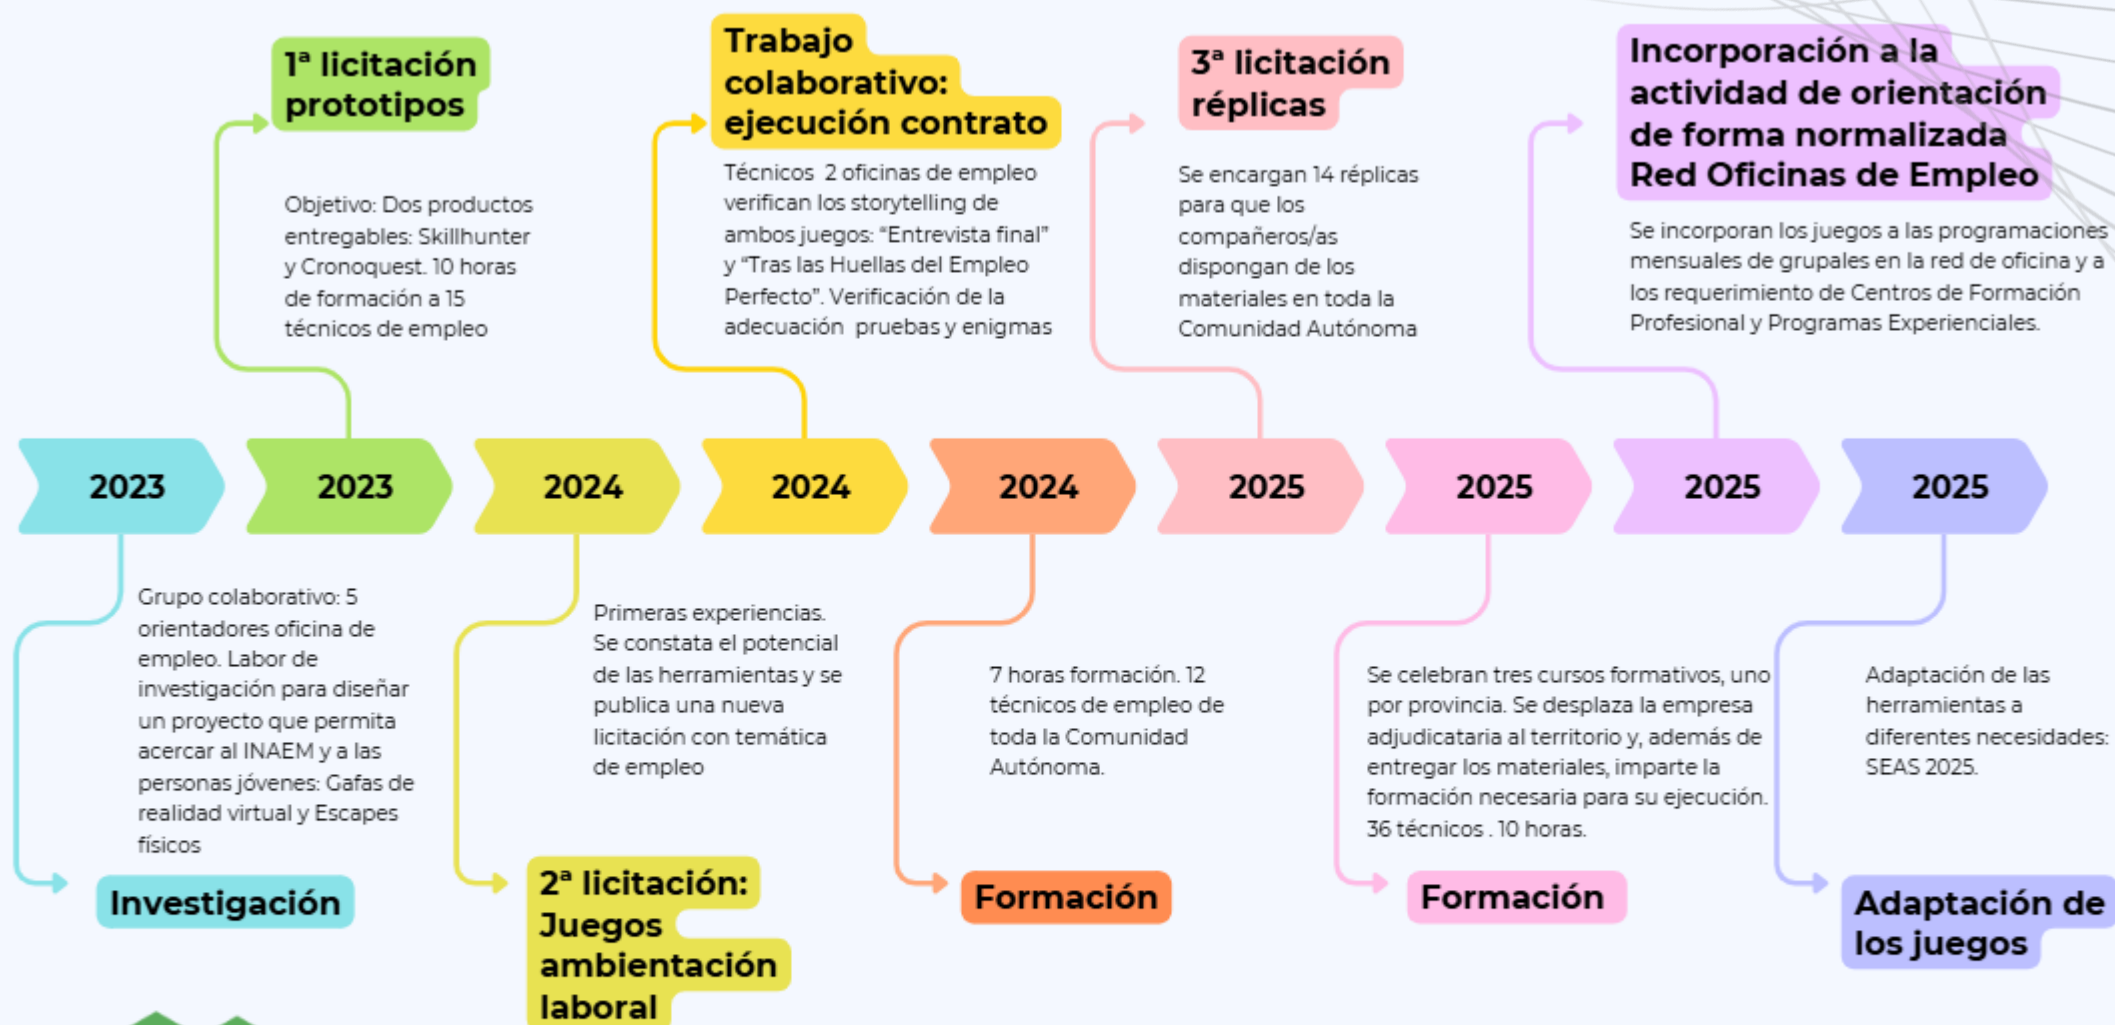 1ª licitación
prototipos
Objetivo: Dos productos
entregables: Skillhunter
y Cronoquest. 10 horas
de formación a 15
técnicos de empleo
Trabajo
colaborativo:
ejecución contrato
Técnicos  2 oficinas de empleo
verifican los storytelling de
ambos juegos: “Entrevista final”
y “Tras las Huellas del Empleo
Perfecto”. Verificación de la
adecuación  pruebas y enigmas
3ª licitación
réplicas
Se encargan 14 réplicas
para que los
compañeros/as
dispongan de los
materiales en toda la
Comunidad Autónoma
Incorporación a la
actividad de orientación
de forma normalizada
Red Oficinas de Empleo
Se incorporan los juegos a las programaciones
mensuales de grupales en la red de oficina y a
los requerimiento de Centros de Formación
Profesional y Programas Experienciales.
2023
2023
2024
2024
2024
2025
2025
2025
2025
Grupo colaborativo: 5
orientadores oficina de
empleo. Labor de
investigación para diseñar
un proyecto que permita
acercar al INAEM y a las
personas jóvenes: Gafas de
realidad virtual y Escapes
físicos
Investigación
Primeras experiencias.
Se constata el potencial
de las herramientas y se
publica una nueva
licitación con temática
de empleo
2ª licitación:
Juegos
ambientación
laboral
7 horas formación. 12
técnicos de empleo de
toda la Comunidad
Autónoma.
Formación
Se celebran tres cursos formativos, uno
por provincia. Se desplaza la empresa
adjudicataria al territorio y, además de
entregar los materiales, imparte la
formación necesaria para su ejecución.
36 técnicos . 10 horas.
Formación
Adaptación de las
herramientas a
diferentes necesidades:
SEAS 2025.
Adaptación de
los juegos